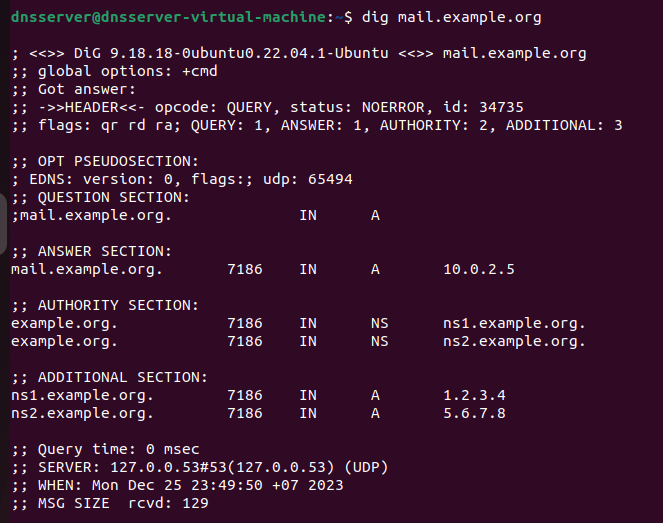 dnsserver@dnsserver-virtual-machine:~$ dig mail.example.org
; <<>> DiG 9.18.18-0ubuntu0.22.04.1-Ubuntu <<>> mail.example.org
;; global options: +cmd
;; Got answer:
;; ->>HEADER<<- opcode: QUERY, status: NOERROR, id: 34735
;; flags: qr rd ra; QUERY: 1, ANSWER: 1, AUTHORITY: 2, ADDITIONAL: 3
;; OPT PSEUDOSECTION:
; EDNS: version: 0, flags:; udp: 65494
;; QUESTION SECTION:
;mail.example.org. IN A
;; ANSWER SECTION:
mail.example.org. 7186 IN A 10.0.2.5
;; AUTHORITY SECTION:
example.org. 7186 IN NS ns1.example.org.
example.org. 7186 IN NS ns2.example.org.
;; ADDITIONAL SECTION:
ns1.example.org. 7186 IN A 1.2.3.4
ns2.example.org. 7186 IN A 5.6.7.8
;; Query time: 0 msec
;; SERVER: 127.0.0.53#53(127.0.0.53) (UDP)
;; WHEN: Mon Dec 25 23:49:50 +07 2023
;; MSG SIZE rcvd: 129